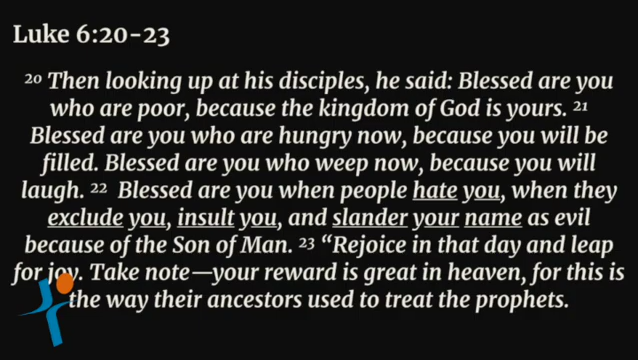 Luke 6:20-23
20 Then looking up at his disciples, he said: Blessed are you
who are poor, because the kingdom of God is yours. 21
Blessed are you who are hungry now, because you will be
filled. Blessed are you who weep now, because you will
laugh. 22 Blessed are you when people hate you, when they
exclude you, insult you, and slander your name as evil
because of the Son of Man. 23 “Rejoice in that day and leap
for joy. Take note—your reward is great in heaven, for this is
the way their ancestors used to treat the prophets.